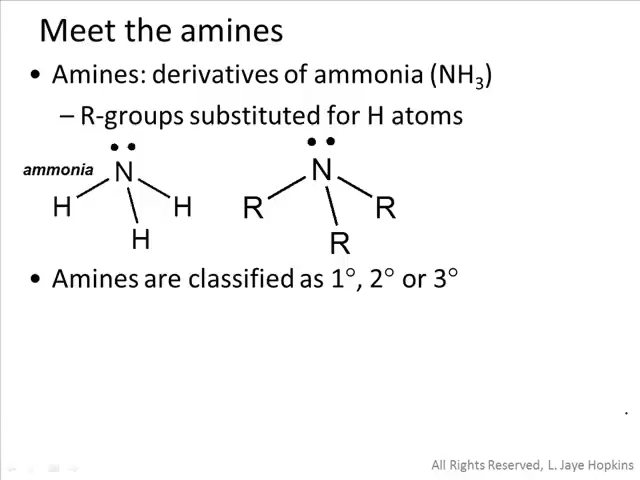 Meet the amines
• Amines: derivatives of ammonia (NH₃)
– R-groups substituted for H atoms
ammonia
N
H
H
H
N
R
R
R
• Amines are classified as 1°, 2° or 3°
All Rights Reserved, L. Jaye Hopkins